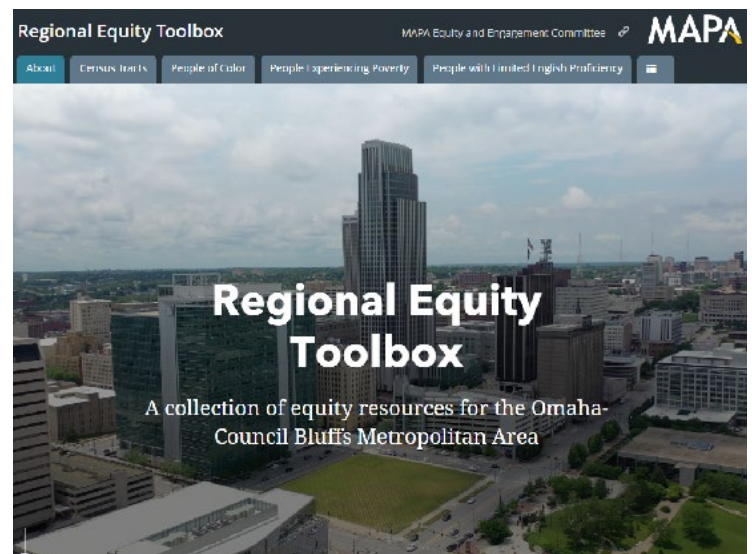 Regional Equity Toolbox
MAPA Equity and Engagement Committee
MAPA
About
Census Tracts
People of Color
People Experiencing Poverty
People with Limited English Proficiency
Regional Equity
Toolbox
A collection of equity resources for the Omaha-
Council Bluffs Metropolitan Area